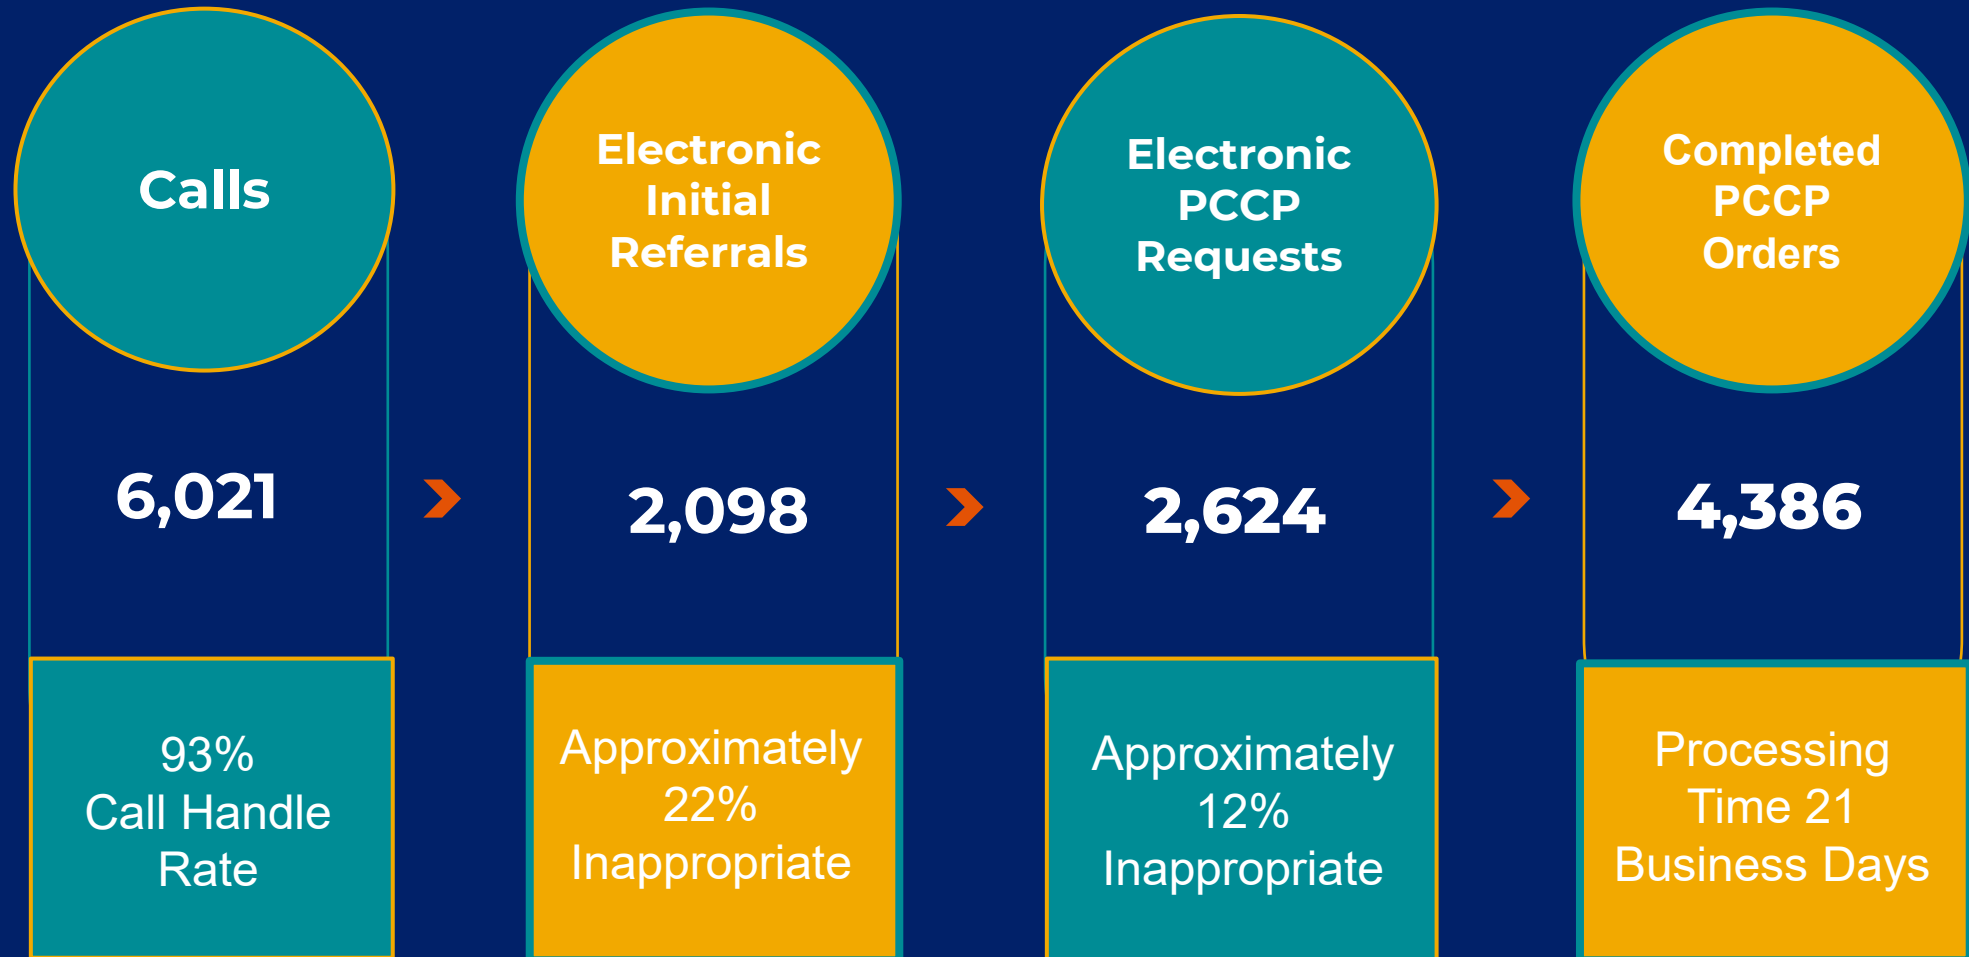 Calls
6,021
93%
Call Handle
Rate
Electronic
Initial
Referrals
2,098
Approximately
22%
Inappropriate
Electronic
PCCP
Requests
2,624
Approximately
12%
Inappropriate
Completed
PCCP
Orders
4,386
Processing
Time 21
Business Days